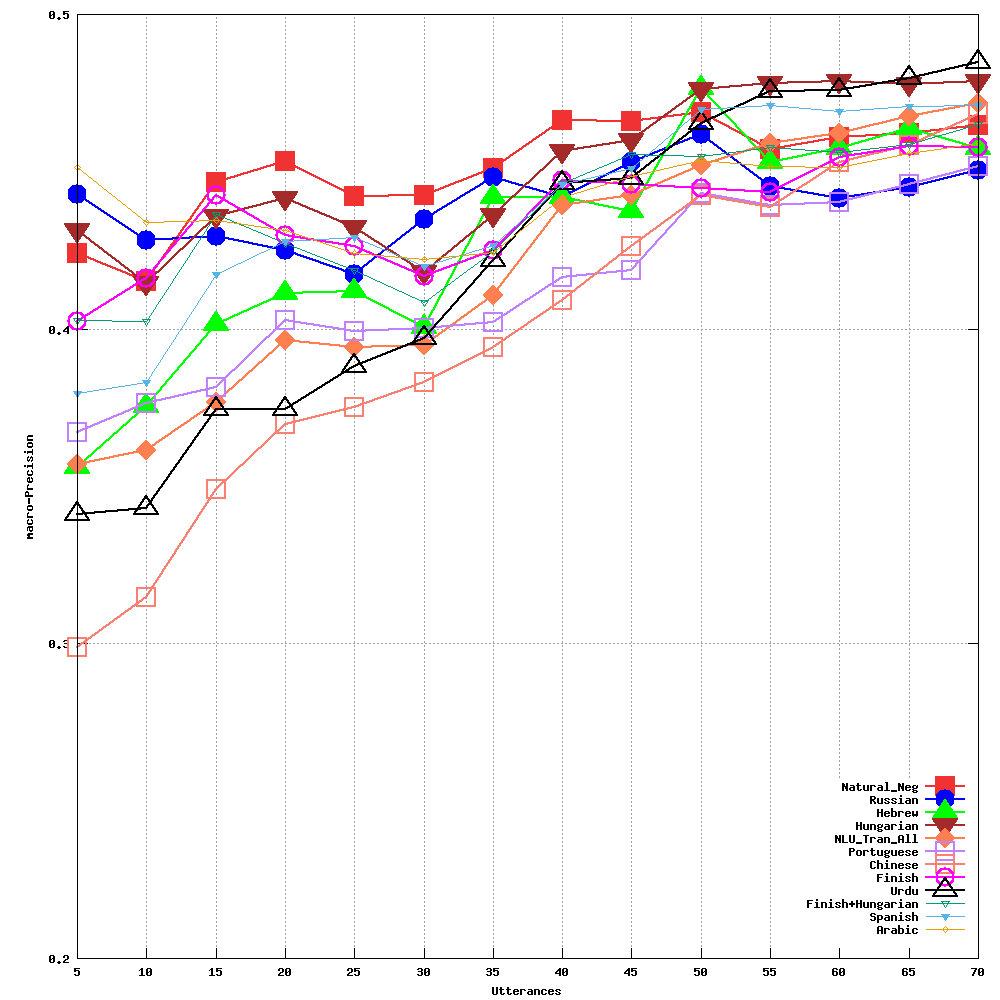 0.5
0.4
0.3
0.2
Macro-Precision
5 10 15 20 25 30 35 40 45 50 55 60 65 70
Utterances
Natural_Neg
Russian
Hebrew
Hungarian
NLU_Tran_All
Portuguese
Chinese
Finish
Urdu
Finish+Hungarian
Spanish
Arabic